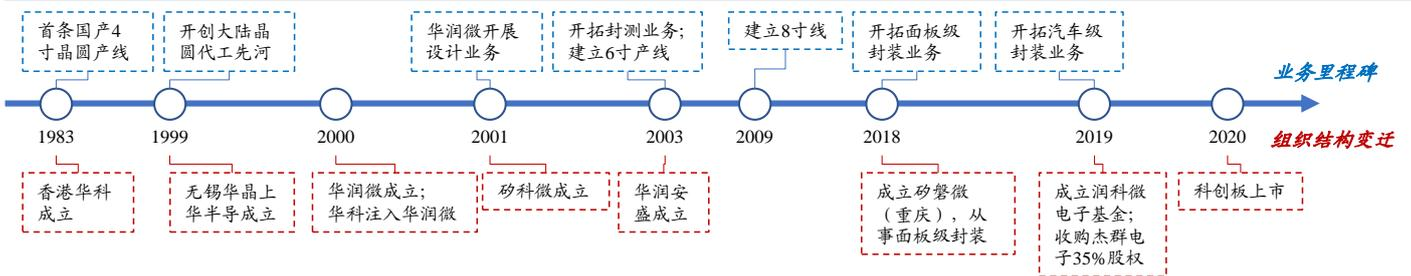 首条国产4
寸晶圆产线
开创大陆晶
圆代工先河
华润微开展
设计业务
开拓封测业务;
建立6寸产线
建立8寸线
开拓面板级
封装业务
开拓汽车级
封装业务
业务里程碑
1983
1999
2000
2001
2003
2009
2018
2019
2020
组织结构变迁
香港华科
成立
无锡华晶上
华半导成立
华润微成立;
华科注入华润微
矽科微成立
华润安
盛成立
成立矽磐微
（重庆），从
事面板级封装
成立润科微
电子基金;
收购杰群电
子35%股权
科创板上市